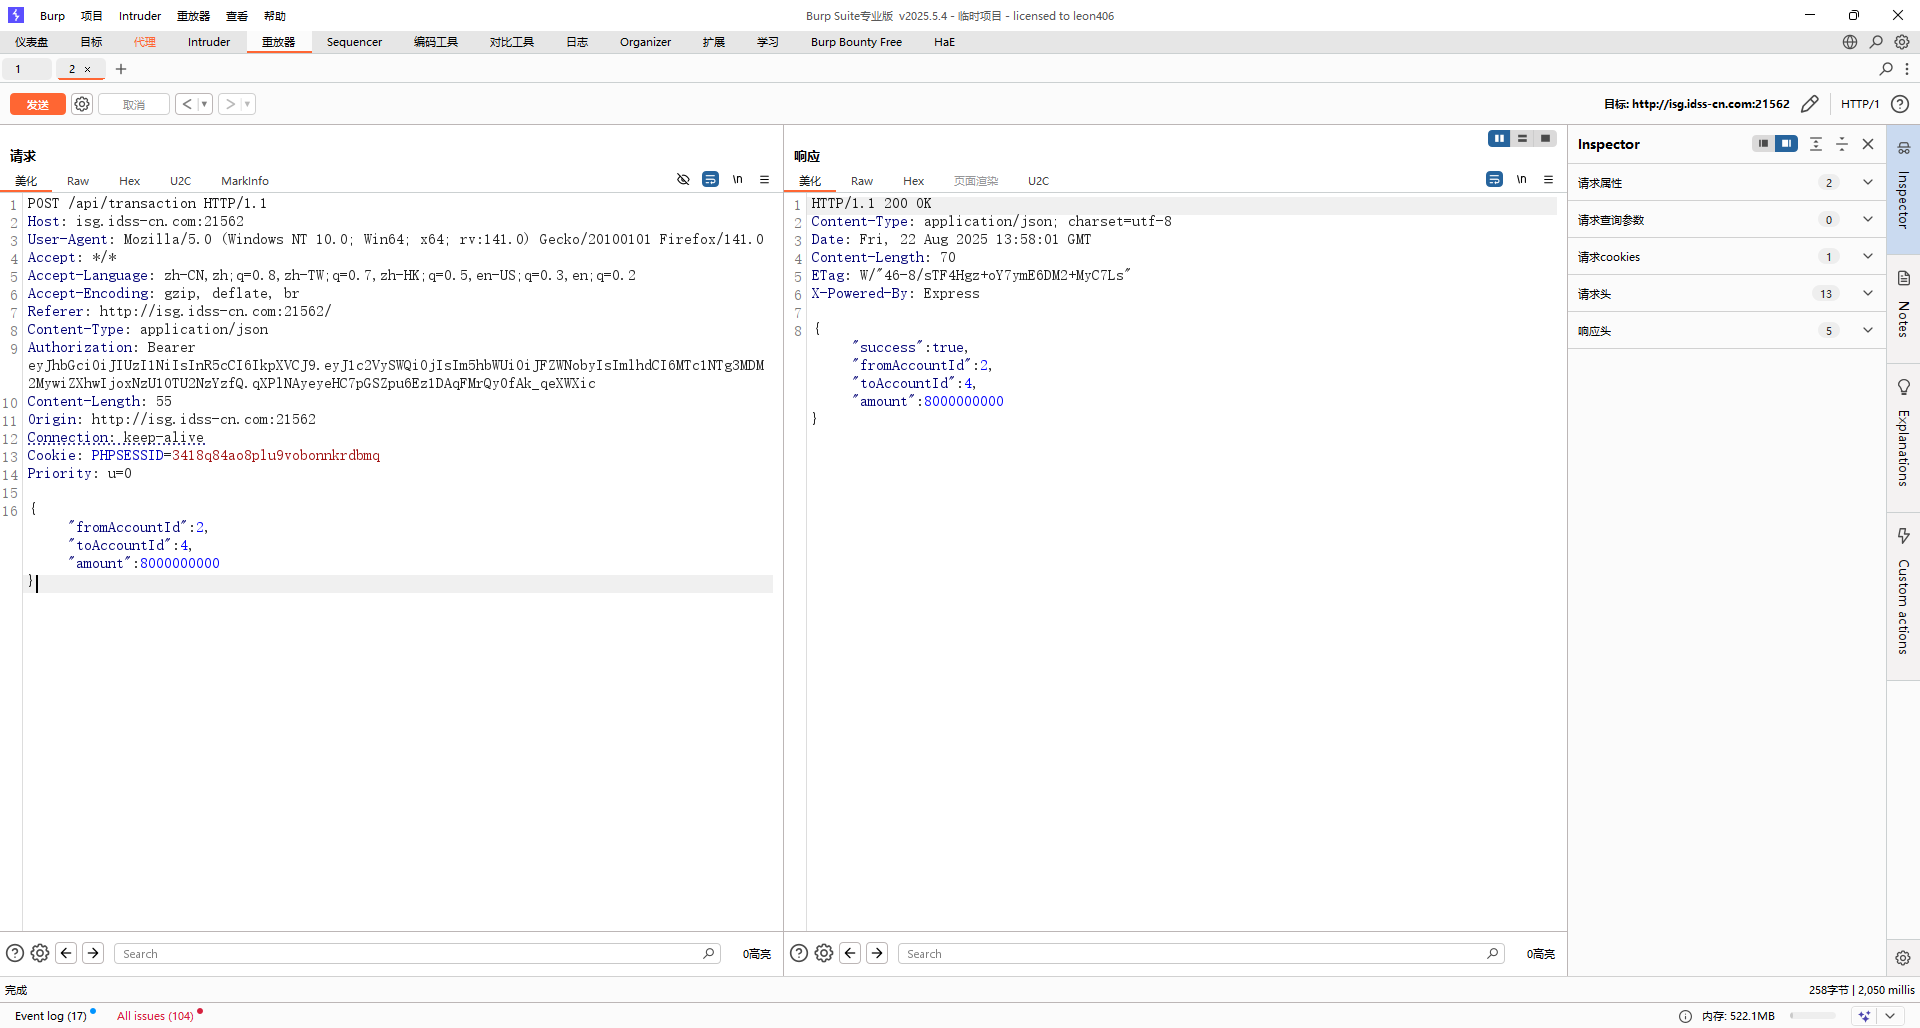 Burp 项目 Intruder 重放器 查看 帮助
Burp Suite专业版 v2025.5.4 - 临时项目 - licensed to leon406
仪表盘 目标 代理 Intruder 重放器 Sequencer 编码工具 对比工具 日志 Organizer 扩展 学习 Burp Bounty Free HaE
1 2 × +
发送 取消 < >
目标: http://isg.idss-cn.com:21562 HTTP/1
请求
美化 Raw Hex U2C MarkInfo \n
1 POST /api/transaction HTTP/1.1
2 Host: isg.idss-cn.com:21562
3 User-Agent: Mozilla/5.0 (Windows NT 10.0; Win64; x64; rv:141.0) Gecko/20100101 Firefox/141.0
4 Accept: */*
5 Accept-Language: zh-CN,zh;q=0.8,zh-TW;q=0.7,zh-HK;q=0.5,en-US;q=0.3,en;q=0.2
6 Accept-Encoding: gzip, deflate, br
7 Referer: http://isg.idss-cn.com:21562/
8 Content-Type: application/json
9 Authorization: Bearer
eyJhbGciOiJIUzI1NiIsInR5cCI6IkpXVCJ9.eyJ1c2VySWQiOjIsIm5hbWUiOiJFZWNobyIsImlhdCI6MTc1NTg3MDM
2MywiZXhwIjoxNzU1OTU2NzYzfQ.qXPlNAyeyeHC7pGSZpu6Ez1DAqFMrQy0fAk_qeXWXic
10 Content-Length: 55
11 Origin: http://isg.idss-cn.com:21562
12 Connection: keep-alive
13 Cookie: PHPSESSID=3418q84ao8plu9vobonnkrdbmq
14 Priority: u=0
15
16 {
"fromAccountId":2,
"toAccountId":4,
"amount":8000000000
}
Search 0高亮
响应
美化 Raw Hex 页面渲染 U2C \n
1 HTTP/1.1 200 OK
2 Content-Type: application/json; charset=utf-8
3 Date: Fri, 22 Aug 2025 13:58:01 GMT
4 Content-Length: 70
5 ETag: W/"46-8/sTF4Hgz+oY7ymE6DM2+MyC7Ls"
6 X-Powered-By: Express
7
8 {
"success":true,
"fromAccountId":2,
"toAccountId":4,
"amount":8000000000
}
Search 0高亮
Inspector
请求属性 2
请求查询参数 0
请求cookies 1
请求头 13
响应头 5
Inspector
Notes
Explanations
Custom actions
完成
258字节 | 2,050 millis
Event log (17) All issues (104)
内存: 522.1MB